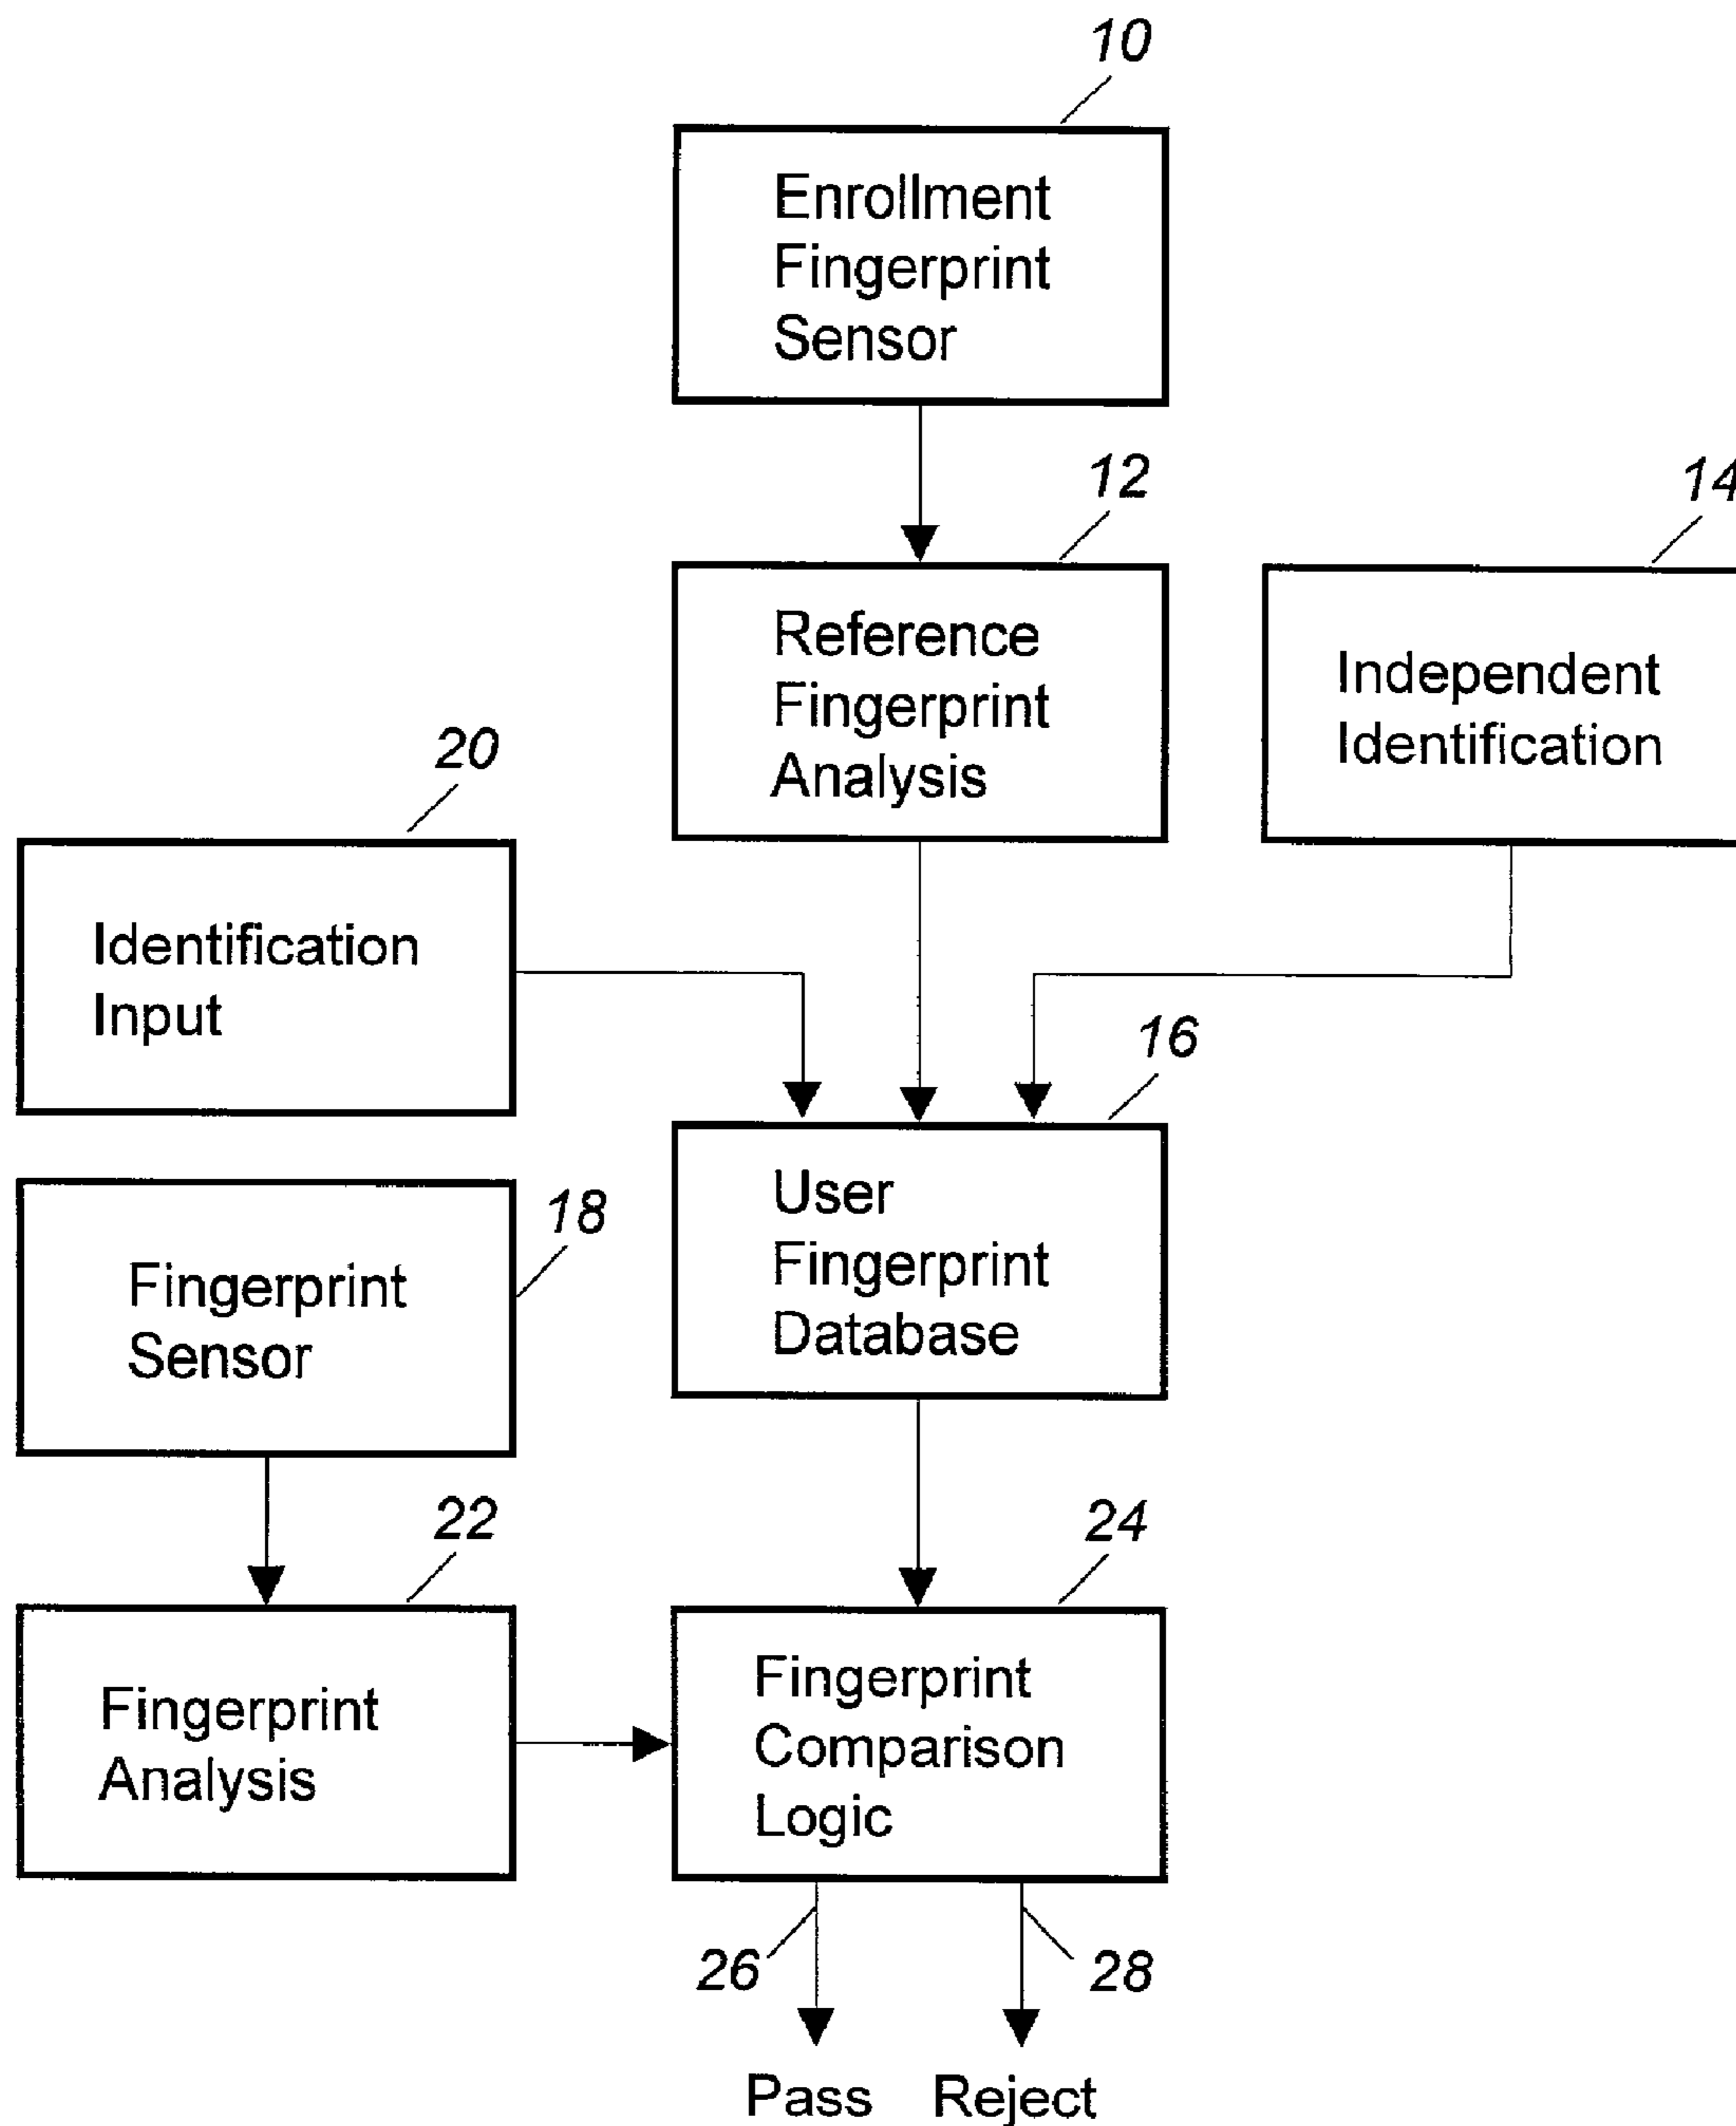 10
Enrollment
Fingerprint
Sensor
12
14
Reference
Fingerprint
Analysis
Independent
Identification
20
Identification
Input
16
User
Fingerprint
Database
18
Fingerprint
Sensor
22
24
Fingerprint
Analysis
Fingerprint
Comparison
Logic
26
28
Pass Reject